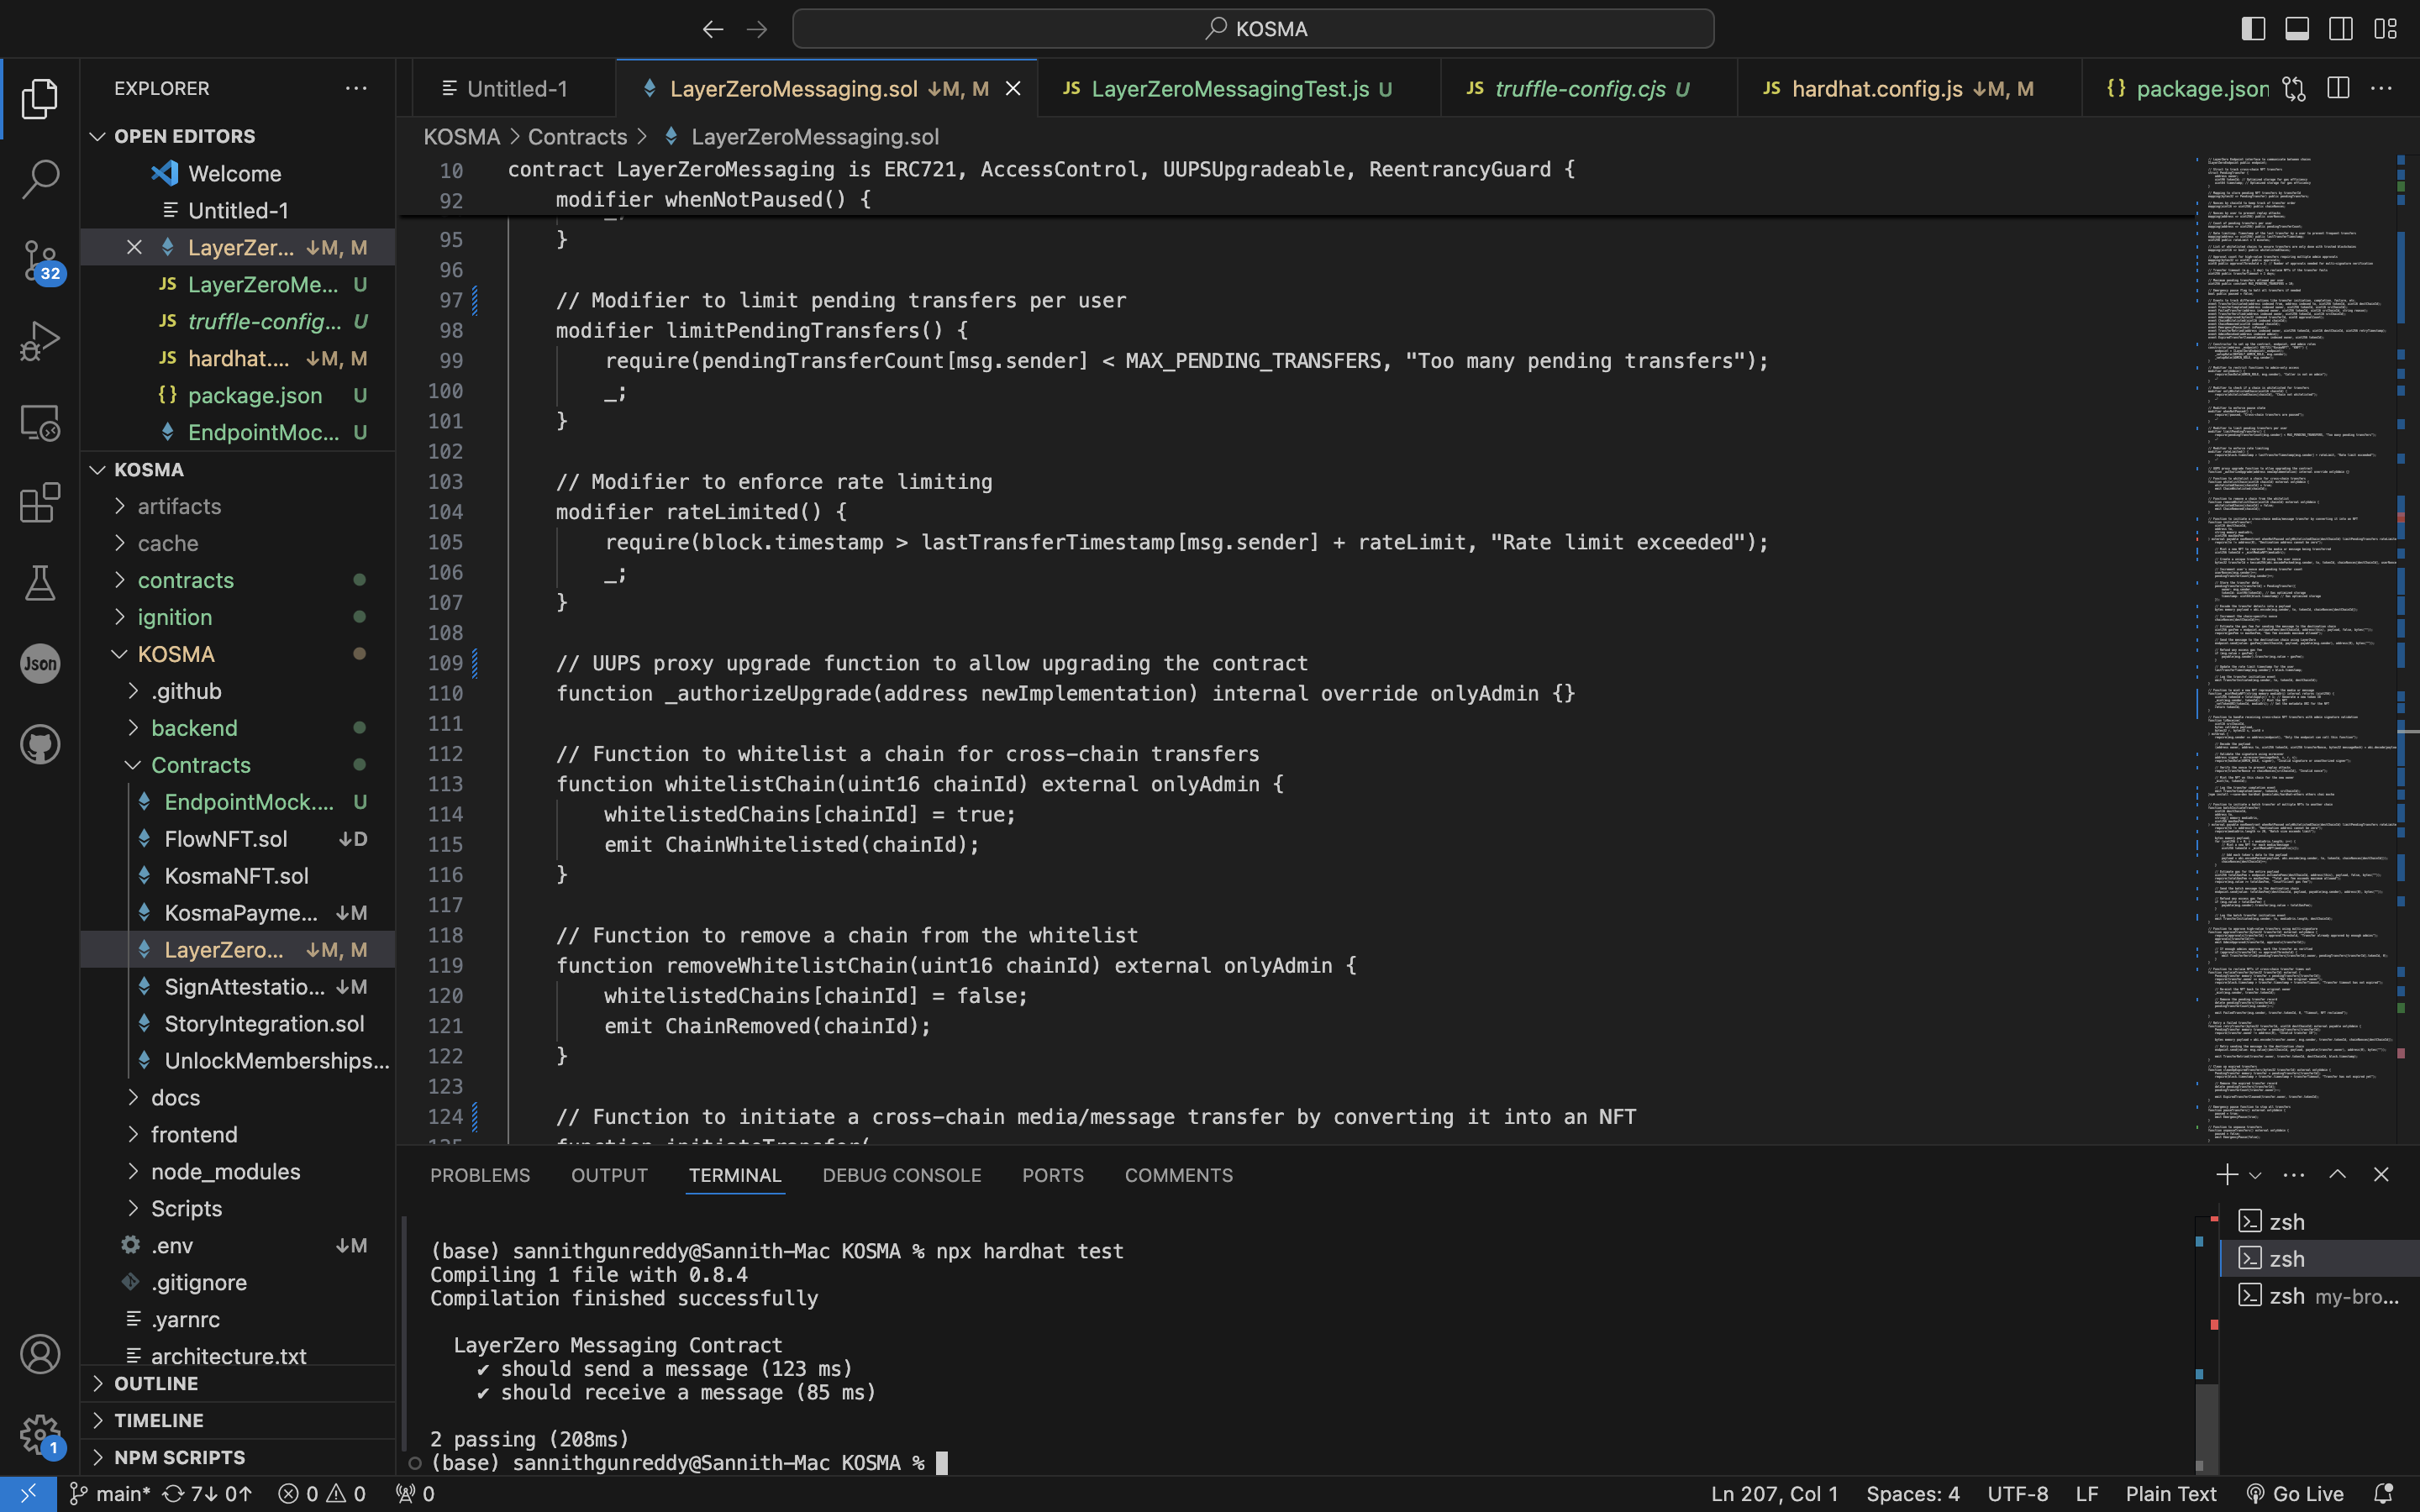 KOSMA
EXPLORER
OPEN EDITORS
Welcome
Untitled-1
LayerZer... ↓M, M
JS LayerZeroMe... U
JS truffle-config... U
JS hardhat.... ↓M, M
{} package.json U
EndpointMoc... U
KOSMA
artifacts
cache
contracts
ignition
KOSMA
.github
backend
Contracts
EndpointMock.... U
FlowNFT.sol ↓D
KosmaNFT.sol
KosmaPayme... ↓M
LayerZero... ↓M, M
SignAttestatio... ↓M
StoryIntegration.sol
UnlockMemberships...
docs
frontend
node_modules
Scripts
.env ↓M
.gitignore
.yarnrc
architecture.txt
OUTLINE
TIMELINE
NPM SCRIPTS
32
Json
1
Untitled-1
LayerZeroMessaging.sol ↓M, M
JS LayerZeroMessagingTest.js U
JS truffle-config.cjs U
JS hardhat.config.js ↓M, M
{} package.json
KOSMA > Contracts > LayerZeroMessaging.sol
10 contract LayerZeroMessaging is ERC721, AccessControl, UUPSUpgradeable, ReentrancyGuard {
92 modifier whenNotPaused() {
_;
95 }
96
97 // Modifier to limit pending transfers per user
98 modifier limitPendingTransfers() {
99 require(pendingTransferCount[msg.sender] < MAX_PENDING_TRANSFERS, "Too many pending transfers");
100 _;
101 }
102
103 // Modifier to enforce rate limiting
104 modifier rateLimited() {
105 require(block.timestamp > lastTransferTimestamp[msg.sender] + rateLimit, "Rate limit exceeded");
106 _;
107 }
108
109 // UUPS proxy upgrade function to allow upgrading the contract
110 function _authorizeUpgrade(address newImplementation) internal override onlyAdmin {}
111
112 // Function to whitelist a chain for cross-chain transfers
113 function whitelistChain(uint16 chainId) external onlyAdmin {
114 whitelistedChains[chainId] = true;
115 emit ChainWhitelisted(chainId);
116 }
117
118 // Function to remove a chain from the whitelist
119 function removeWhitelistChain(uint16 chainId) external onlyAdmin {
120 whitelistedChains[chainId] = false;
121 emit ChainRemoved(chainId);
122 }
123
124 // Function to initiate a cross-chain media/message transfer by converting it into an NFT
125 function initiateTransfer(
PROBLEMS OUTPUT TERMINAL DEBUG CONSOLE PORTS COMMENTS
(base) sannithgunreddy@Sannith-Mac KOSMA % npx hardhat test
Compiling 1 file with 0.8.4
Compilation finished successfully
LayerZero Messaging Contract
✔ should send a message (123 ms)
✔ should receive a message (85 ms)
2 passing (208ms)
(base) sannithgunreddy@Sannith-Mac KOSMA %
zsh
zsh
zsh my-bro...
main* 7↓ 0↑ 0 0 0
Ln 207, Col 1 Spaces: 4 UTF-8 LF Plain Text Go Live